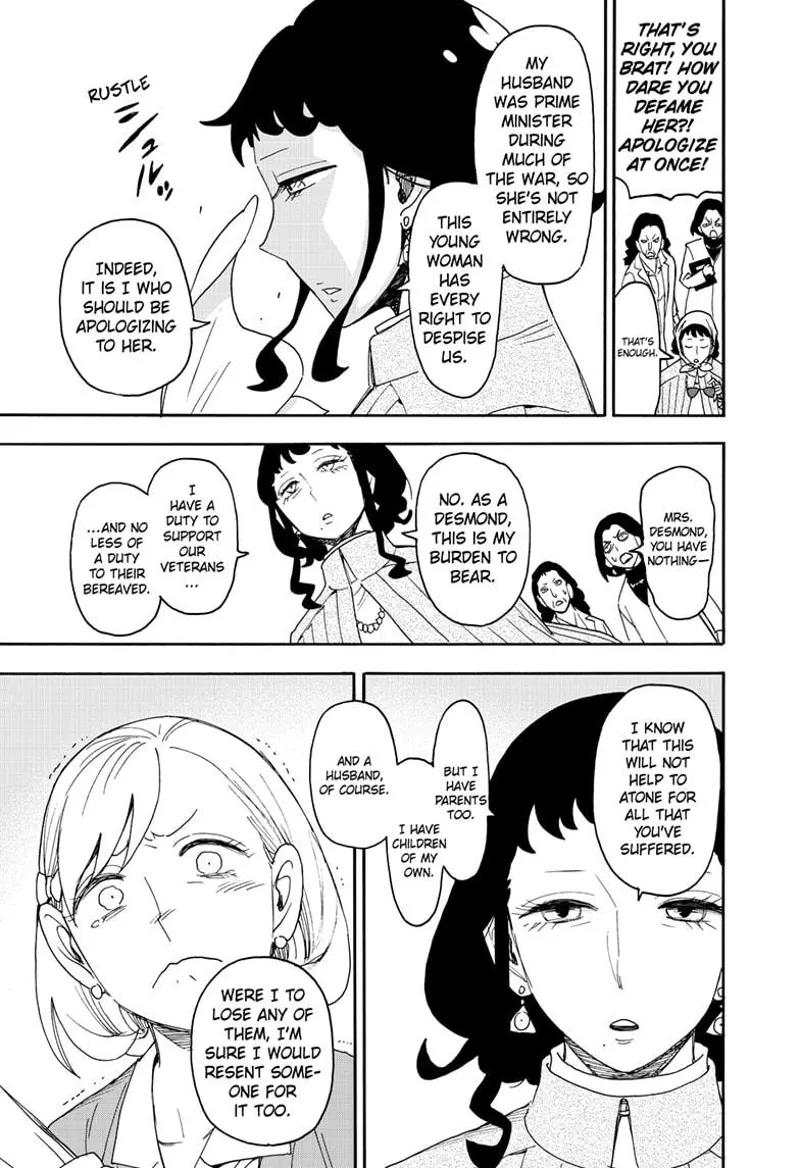 THAT'S
RIGHT, YOU
BRAT! HOW
DARE YOU
DEFAME
HER?!
APOLOGIZE
AT ONCE!
THAT'S
ENOUGH.
MY
HUSBAND
WAS PRIME
MINISTER
DURING
MUCH OF
THE WAR, SO
SHE'S NOT
ENTIRELY
WRONG.
THIS
YOUNG
WOMAN
HAS
EVERY
RIGHT TO
DESPISE
US.
RUSTLE
シュルッ
INDEED,
IT IS I WHO
SHOULD BE
APOLOGIZING
TO HER.
MRS.
DESMOND,
YOU HAVE
NOTHING—
NO. AS A
DESMOND,
THIS IS MY
BURDEN TO
BEAR.
I
HAVE A
DUTY TO
SUPPORT
OUR
VETERANS
...
...AND NO
LESS OF
A DUTY
TO THEIR
BEREAVED.
I KNOW
THAT THIS
WILL NOT
HELP TO
ATONE FOR
ALL THAT
YOU'VE
SUFFERED.
BUT I
HAVE
PARENTS
TOO.
I HAVE
CHILDREN
OF MY
OWN.
AND A
HUSBAND,
OF COURSE.
WERE I TO
LOSE ANY OF
THEM, I'M
SURE I WOULD
RESENT SOME-
ONE FOR
IT TOO.